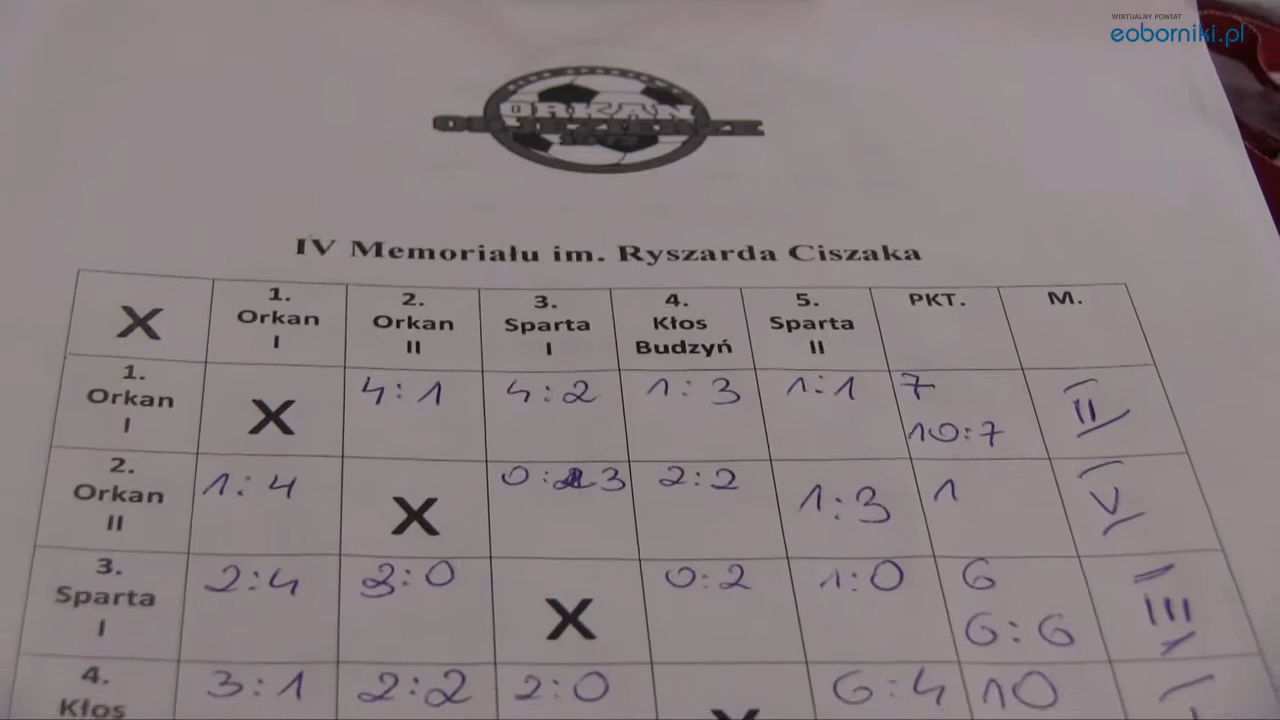 WIRTUALNY POWIAT
eoborniki.pl
ORKAN
IV Memoriału im. Ryszarda Ciszaka
X 1. Orkan I 2. Orkan II 3. Sparta I 4. Kłos Budzyń 5. Sparta II PKT. M.
1. Orkan I X 4:1 4:2 1:3 1:1 7 10:7 II
2. Orkan II 1:4 X 0:3 2:2 1:3 1 V
3. Sparta I 2:4 3:0 X 0:2 1:0 6 6:6 III
4. Kłos 3:1 2:2 2:0 X 6:4 10 I